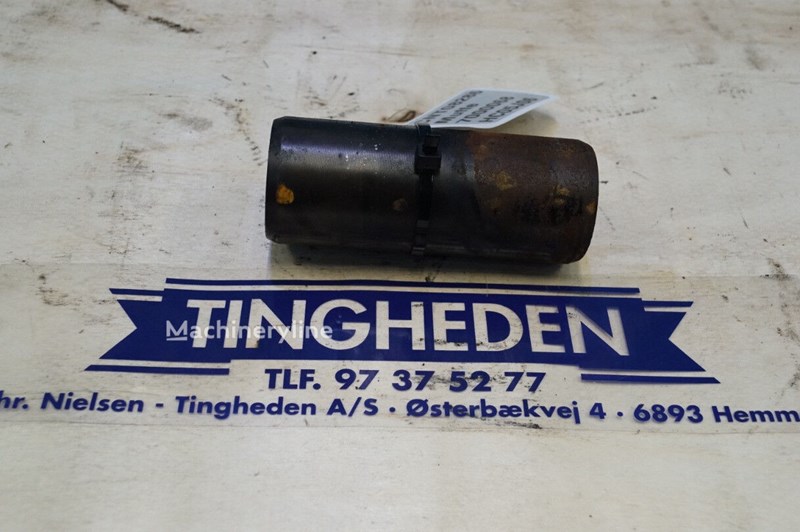 Machineryline
TINGHEDEN
TLF. 97 37 52 77
hr. Nielsen - Tingheden A/S · Østerbækvej 4 · 6893 Hemm